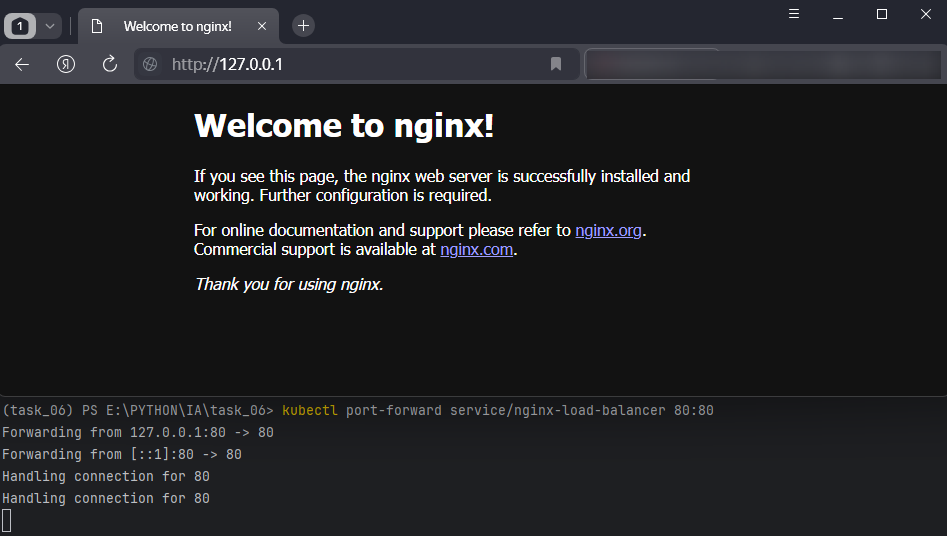 1
Welcome to nginx!
Я
http://127.0.0.1
Welcome to nginx!
If you see this page, the nginx web server is successfully installed and
working. Further configuration is required.
For online documentation and support please refer to nginx.org.
Commercial support is available at nginx.com.
Thank you for using nginx.
(task_06) PS E:\PYTHON\IA\task_06> kubectl port-forward service/nginx-load-balancer 80:80
Forwarding from 127.0.0.1:80 -> 80
Forwarding from [::1]:80 -> 80
Handling connection for 80
Handling connection for 80